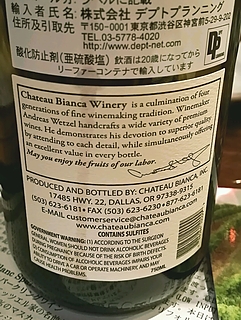 住所及び引取先
氏名 : 株式会社 デプトプランニング
〒150-0001 東京都渋谷区神宮前5-29-9-202
TEL.03-5778-4020
http://www.dept-net.com
酸化防止剤(亜硫酸塩) 飲酒は20歳になってから
リーファーコンテナで輸入しています
Chateau Bianca Winery is a culmination of four
generations of fine winemaking tradition. Winemaker
Andreas Wetzel handcrafts a wide variety of premium
wines. He demonstrates his devotion to superior quality
by attending to each detail, while simultaneously offering
an excellent value in every bottle.
May you enjoy the fruits of our labor.
PRODUCED AND BOTTLED BY: CHATEAU BIANCA, INC.
17485 HWY. 22, DALLAS, OR 97338-9315
(503) 623-6181 • FAX (503) 623-6230
E-MAIL customerservice@chateaubianca.com
www.chateaubianca.com
CONTAINS SULFITES
GOVERNMENT WARNING: (1) ACCORDING TO THE SURGEON
GENERAL, WOMEN SHOULD NOT DRINK ALCOHOLIC BEVERAGES
DURING PREGNANCY BECAUSE OF THE RISK OF BIRTH DEFECTS.
(2) CONSUMPTION OF ALCOHOLIC BEVERAGES IMPAIRS YOUR
ABILITY TO DRIVE A CAR OR OPERATE MACHINERY, AND MAY
CAUSE HEALTH PROBLEMS.
750ML